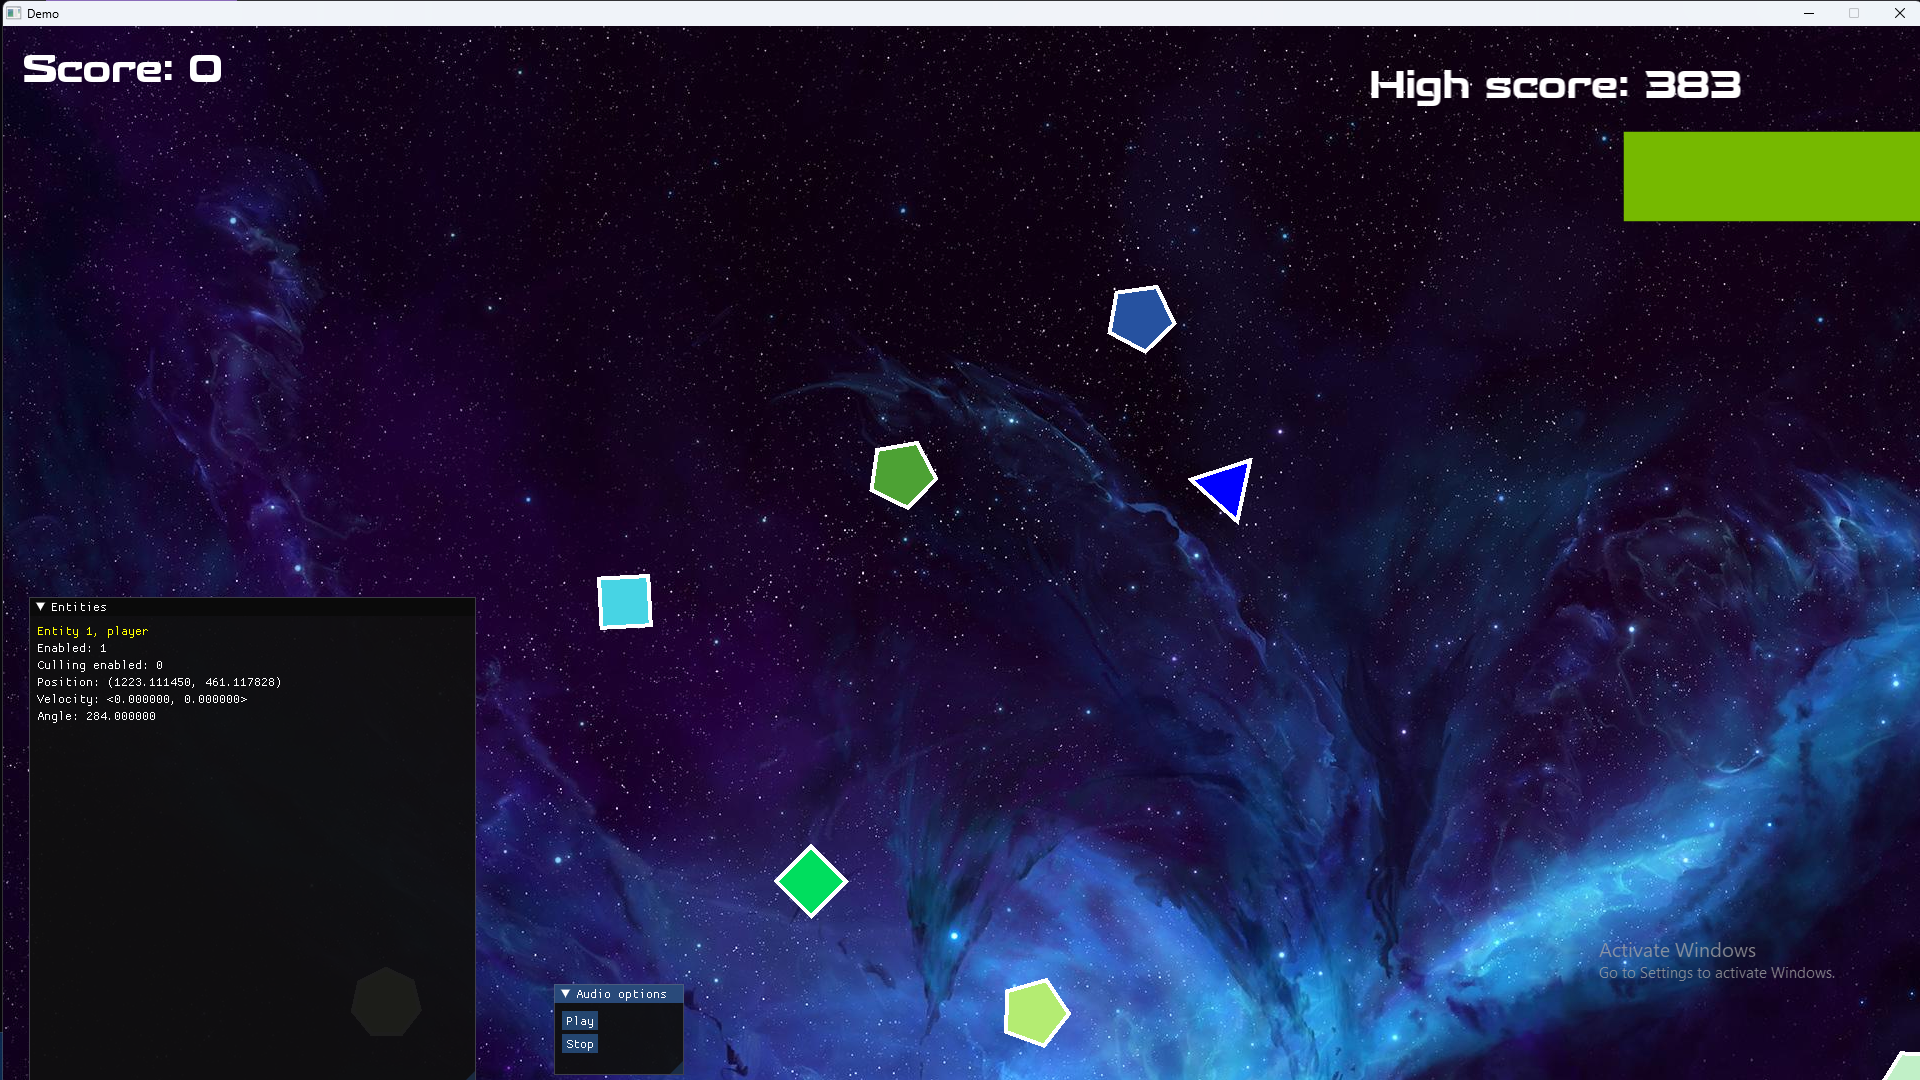 Demo
Score: 0
High score: 383
Entities
Entity 1, player
Enabled: 1
Culling enabled: 0
Position: (1223.111450, 461.117828)
Velocity: <0.000000, 0.000000>
Angle: 284.000000
Activate Windows
Go to Settings to activate Windows.
Audio options
Play
Stop